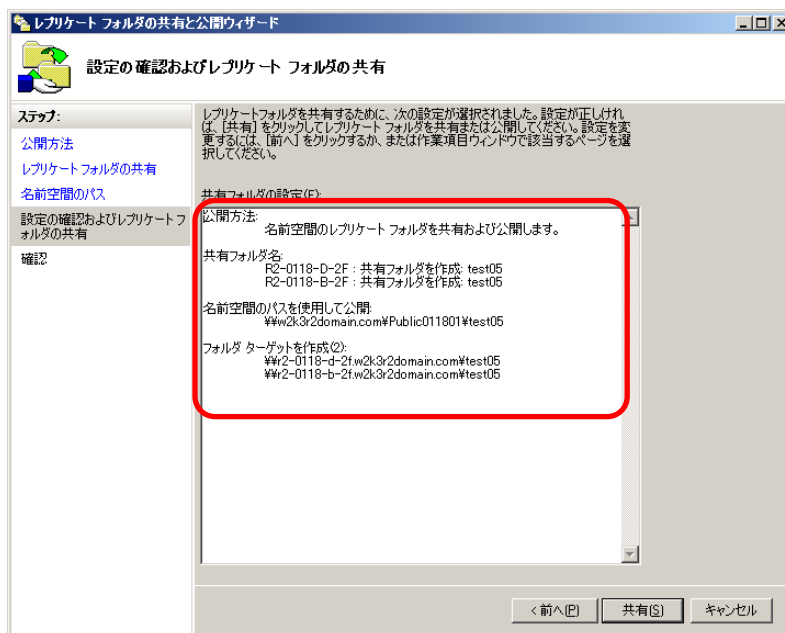 レプリケート フォルダの共有と公開ウィザード
設定の確認およびレプリケート フォルダの共有
ステップ:
公開方法
レプリケート フォルダの共有
名前空間のパス
設定の確認およびレプリケートフ
ォルダの共有
確認
レプリケートフォルダを共有するために、次の設定が選択されました。設定が正しけれ
ば、[共有] をクリックしてレプリケート フォルダを共有または公開してください。設定を変
更するには、[前へ] をクリックするか、または作業項目ウィンドウで該当するページを選
択してください。
共有フォルダの設定(E):
公開方法:
名前空間のレプリケート フォルダを共有および公開します。
共有フォルダ名:
R2-0118-D-2F : 共有フォルダを作成: test05
R2-0118-B-2F : 共有フォルダを作成: test05
名前空間のパスを使用して公開:
¥¥w2k3r2domain.com¥Public011801¥test05
フォルダ ターゲットを作成(2):
¥¥r2-0118-d-2f.w2k3r2domain.com¥test05
¥¥r2-0118-b-2f.w2k3r2domain.com¥test05
< 前へ(P)
共有(S)
キャンセル